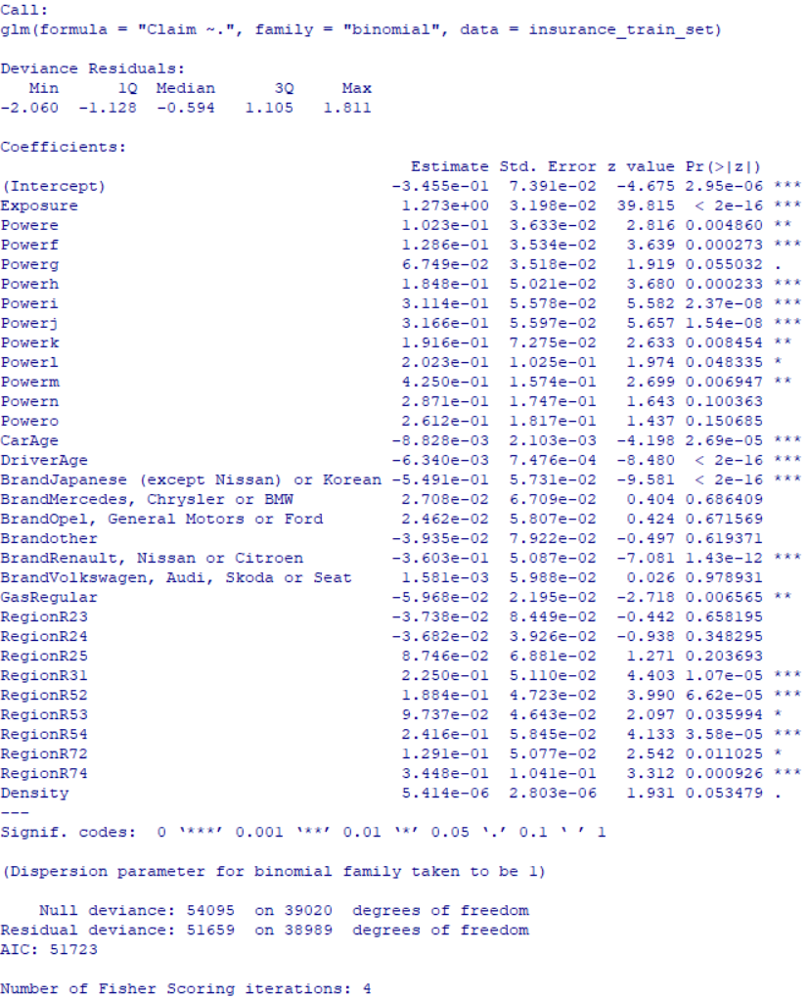 Call:
glm(formula = "Claim ~.", family = "binomial", data = insurance_train_set)
Deviance Residuals:
Min 1Q Median 3Q Max
-2.060 -1.128 -0.594 1.105 1.811
Coefficients:
Estimate Std. Error z value Pr(>|z|)
(Intercept) -3.455e-01 7.391e-02 -4.675 2.95e-06 ***
Exposure 1.273e+00 3.198e-02 39.815 < 2e-16 ***
Powere 1.023e-01 3.633e-02 2.816 0.004860 **
Powerf 1.286e-01 3.534e-02 3.639 0.000273 ***
Powerg 6.749e-02 3.518e-02 1.919 0.055032 .
Powerh 1.848e-01 5.021e-02 3.680 0.000233 ***
Poweri 3.114e-01 5.578e-02 5.582 2.37e-08 ***
Powerj 3.166e-01 5.597e-02 5.657 1.54e-08 ***
Powerk 1.916e-01 7.275e-02 2.633 0.008454 **
Powerl 2.023e-01 1.025e-01 1.974 0.048335 *
Powerm 4.250e-01 1.574e-01 2.699 0.006947 **
Powern 2.871e-01 1.747e-01 1.643 0.100363
Powero 2.612e-01 1.817e-01 1.437 0.150685
CarAge -8.828e-03 2.103e-03 -4.198 2.69e-05 ***
DriverAge -6.340e-03 7.476e-04 -8.480 < 2e-16 ***
BrandJapanese (except Nissan) or Korean -5.491e-01 5.731e-02 -9.581 < 2e-16 ***
BrandMercedes, Chrysler or BMW 2.708e-02 6.709e-02 0.404 0.686409
BrandOpel, General Motors or Ford 2.462e-02 5.807e-02 0.424 0.671569
Brandother -3.935e-02 7.922e-02 -0.497 0.619371
BrandRenault, Nissan or Citroen -3.603e-01 5.087e-02 -7.081 1.43e-12 ***
BrandVolkswagen, Audi, Skoda or Seat 1.581e-03 5.988e-02 0.026 0.978931
GasRegular -5.968e-02 2.195e-02 -2.718 0.006565 **
RegionR23 -3.738e-02 8.449e-02 -0.442 0.658195
RegionR24 -3.682e-02 3.926e-02 -0.938 0.348295
RegionR25 8.746e-02 6.881e-02 1.271 0.203693
RegionR31 2.250e-01 5.110e-02 4.403 1.07e-05 ***
RegionR52 1.884e-01 4.723e-02 3.990 6.62e-05 ***
RegionR53 9.737e-02 4.643e-02 2.097 0.035994 *
RegionR54 2.416e-01 5.845e-02 4.133 3.58e-05 ***
RegionR72 1.291e-01 5.077e-02 2.542 0.011025 *
RegionR74 3.448e-01 1.041e-01 3.312 0.000926 ***
Density 5.414e-06 2.803e-06 1.931 0.053479 .
---
Signif. codes: 0 ‘***’ 0.001 ‘**’ 0.01 ‘*’ 0.05 ‘.’ 0.1 ‘ ’ 1
(Dispersion parameter for binomial family taken to be 1)
Null deviance: 54095 on 39020 degrees of freedom
Residual deviance: 51659 on 38989 degrees of freedom
AIC: 51723
Number of Fisher Scoring iterations: 4